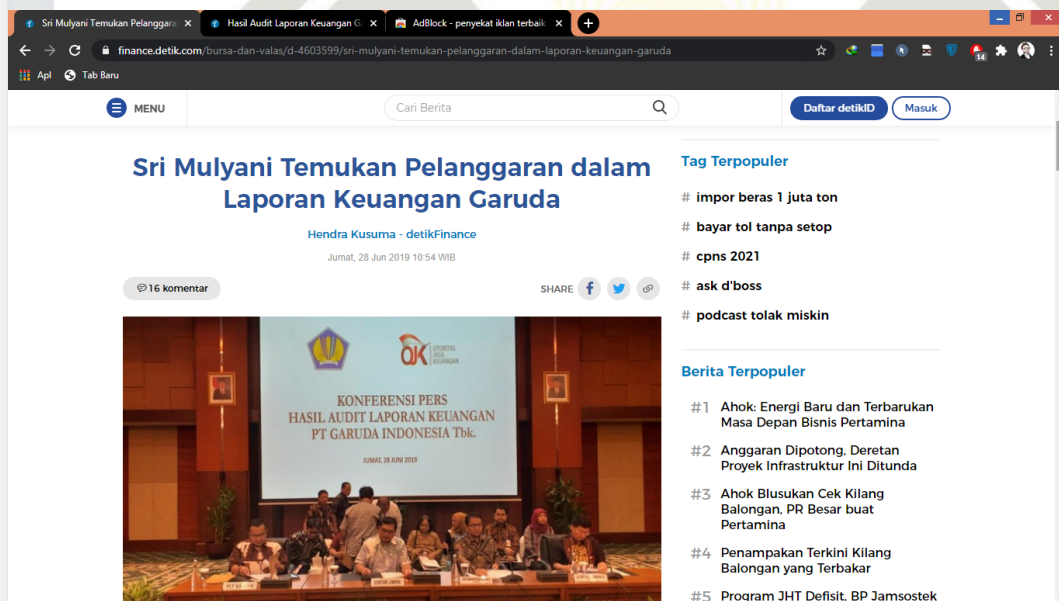 Sri Mulyani Temukan Pelanggara
Hasil Audit Laporan Keuangan G
AdBlock - penyekat iklan terbaik
finance.detik.com/bursa-dan-valas/d-4603599/sri-mulyani-temukan-pelanggaran-dalam-laporan-keuangan-garuda
14
Apl
Tab Baru
MENU
Cari Berita
Daftar detikID
Masuk
Sri Mulyani Temukan Pelanggaran dalam
Laporan Keuangan Garuda
Hendra Kusuma - detikFinance
Jumat, 28 Jun 2019 10:54 WIB
16 komentar
SHARE
OJK OTORITAS
JASA
KEUANGAN
KONFERENSI PERS
HASIL AUDIT LAPORAN KEUANGAN
PT GARUDA INDONESIA Tbk.
JUMAT, 28 JUNI 2019
Tag Terpopuler
# impor beras 1 juta ton
# bayar tol tanpa setop
# cpns 2021
# ask d'boss
# podcast tolak miskin
Berita Terpopuler
#1 Ahok: Energi Baru dan Terbarukan
Masa Depan Bisnis Pertamina
#2 Anggaran Dipotong, Deretan
Proyek Infrastruktur Ini Ditunda
#3 Ahok Blusukan Cek Kilang
Balongan, PR Besar buat
Pertamina
#4 Penampakan Terkini Kilang
Balongan yang Terbakar
#5 Program JHT Defisit, BP Jamsostek